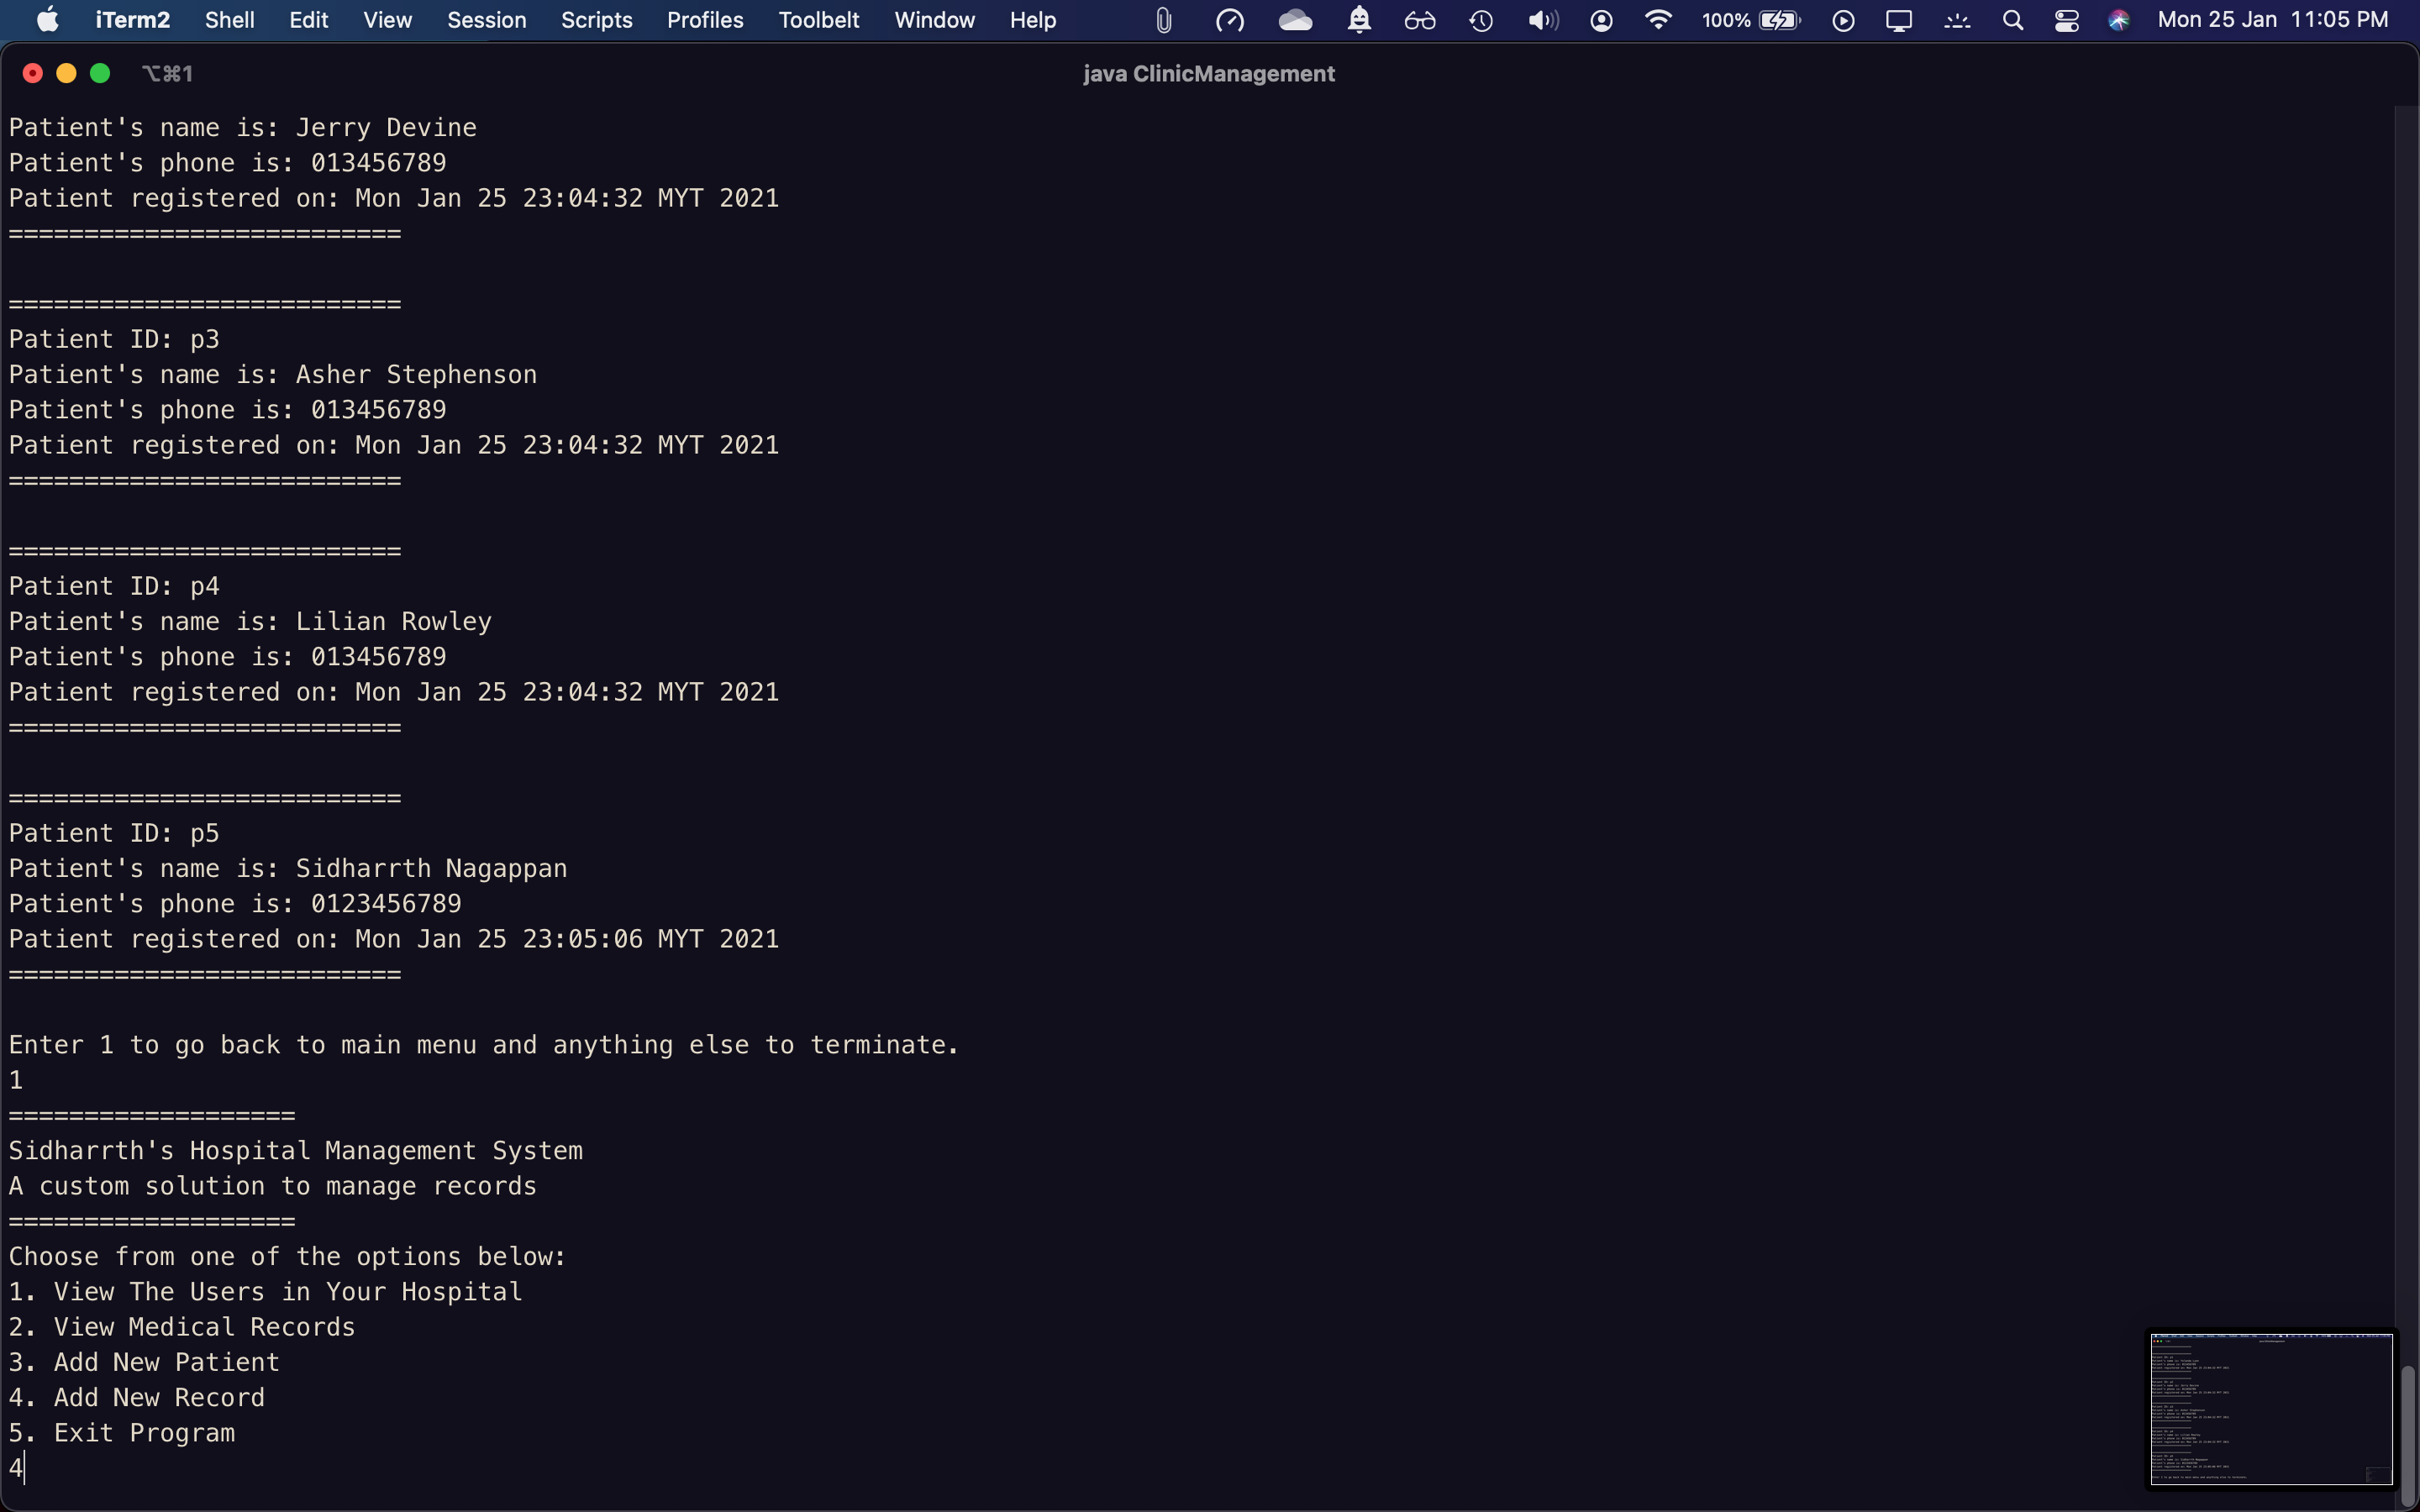 iTerm2 Shell Edit View Session Scripts Profiles Toolbelt Window Help 100% Mon 25 Jan 11:05 PM
⌥⌘1 java ClinicManagement
Patient's name is: Jerry Devine
Patient's phone is: 013456789
Patient registered on: Mon Jan 25 23:04:32 MYT 2021
==========================
==========================
Patient ID: p3
Patient's name is: Asher Stephenson
Patient's phone is: 013456789
Patient registered on: Mon Jan 25 23:04:32 MYT 2021
==========================
==========================
Patient ID: p4
Patient's name is: Lilian Rowley
Patient's phone is: 013456789
Patient registered on: Mon Jan 25 23:04:32 MYT 2021
==========================
==========================
Patient ID: p5
Patient's name is: Sidharrth Nagappan
Patient's phone is: 0123456789
Patient registered on: Mon Jan 25 23:05:06 MYT 2021
==========================
Enter 1 to go back to main menu and anything else to terminate.
1
===================
Sidharrth's Hospital Management System
A custom solution to manage records
===================
Choose from one of the options below:
1. View The Users in Your Hospital
2. View Medical Records
3. Add New Patient
4. Add New Record
5. Exit Program
4